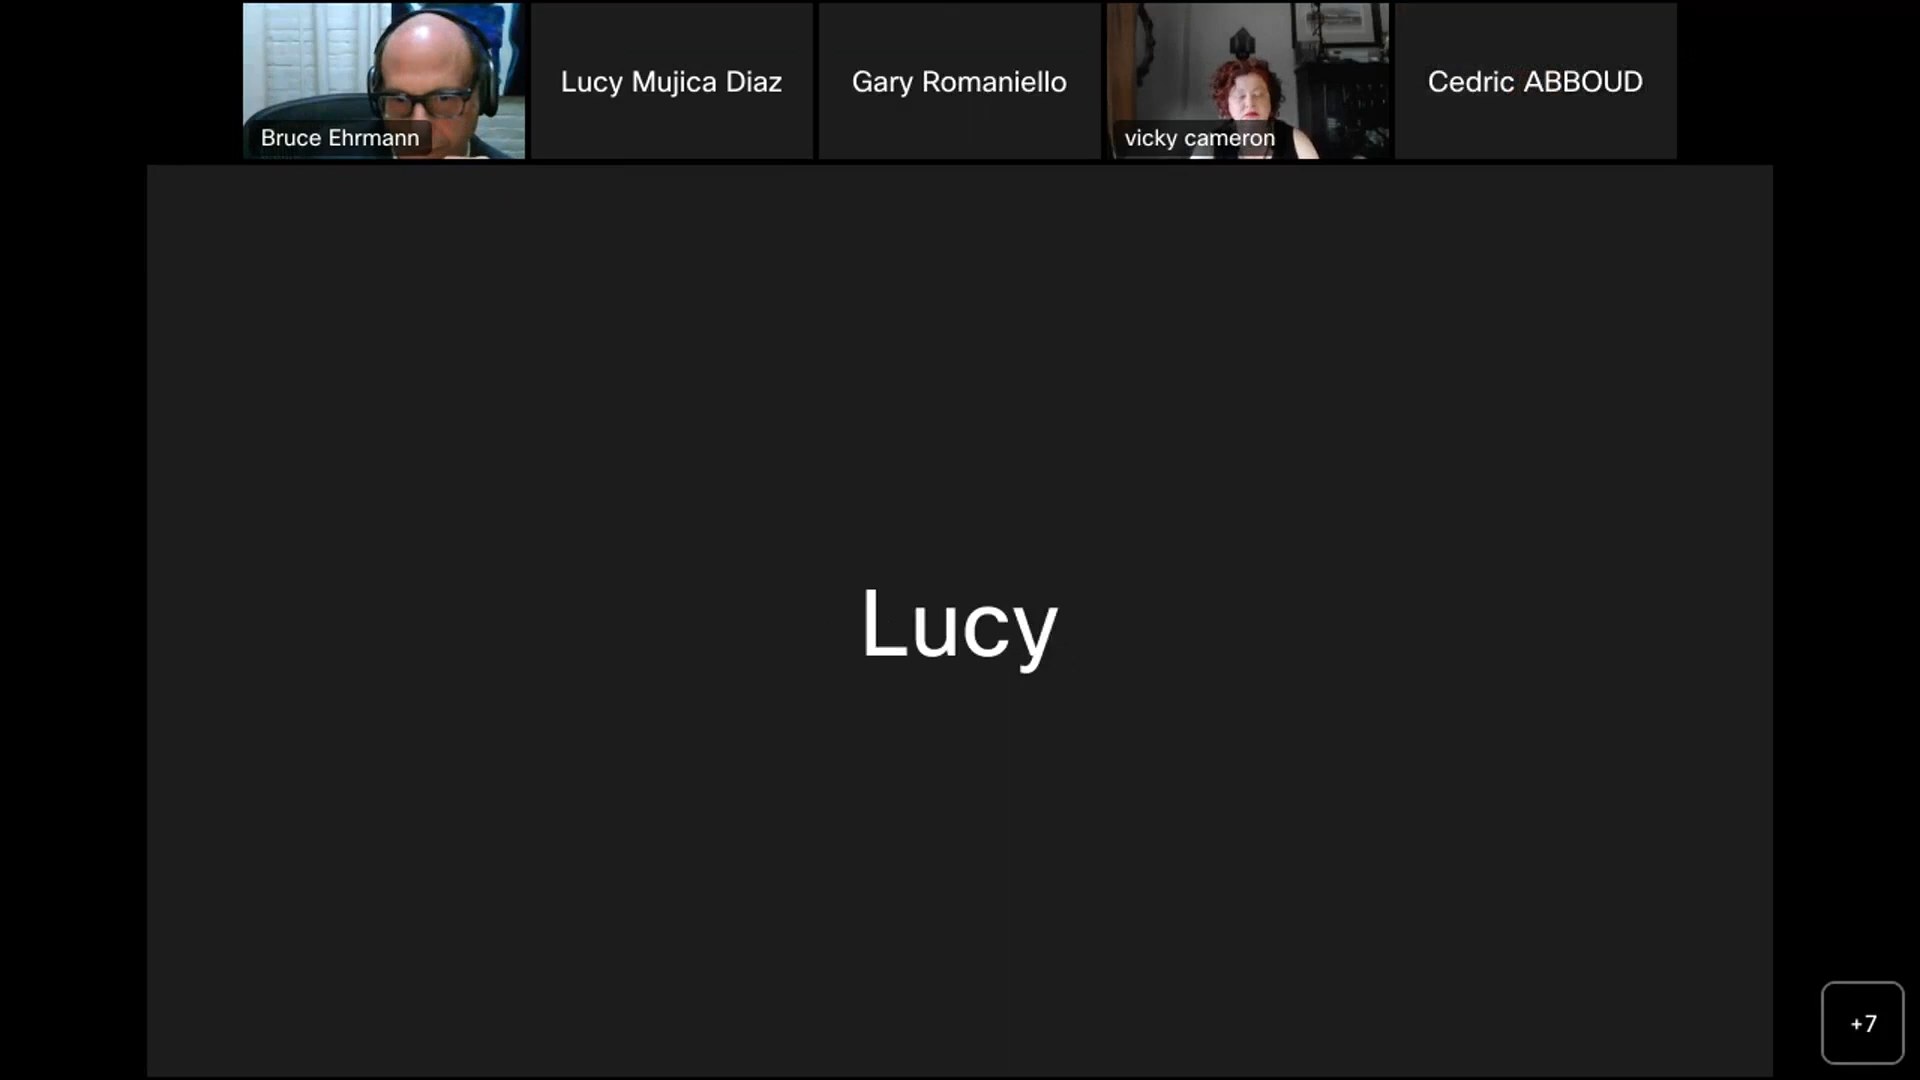 Bruce Ehrmann
Lucy Mujica Diaz
Gary Romaniello
vicky cameron
Cedric ABBOUD
Lucy
+7